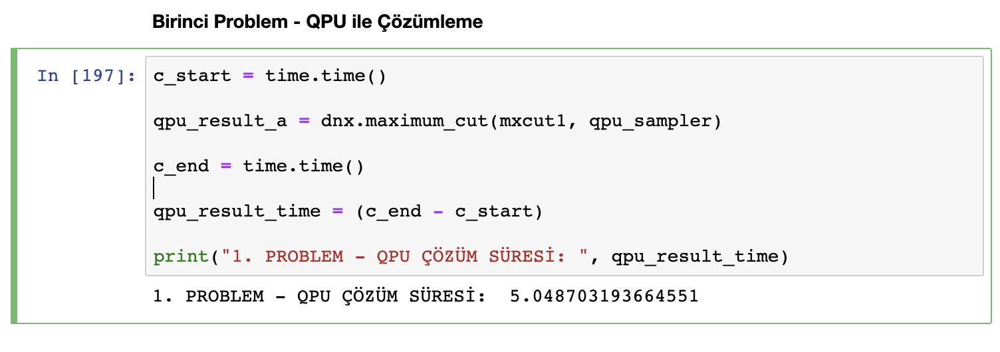 Birinci Problem - QPU ile Çözümleme
In [197]: c_start = time.time()
qpu_result_a = dnx.maximum_cut(mxcut1, qpu_sampler)
c_end = time.time()
qpu_result_time = (c_end - c_start)
print("1. PROBLEM - QPU ÇÖZÜM SÜRESİ: ", qpu_result_time)
1. PROBLEM - QPU ÇÖZÜM SÜRESİ:  5.048703193664551